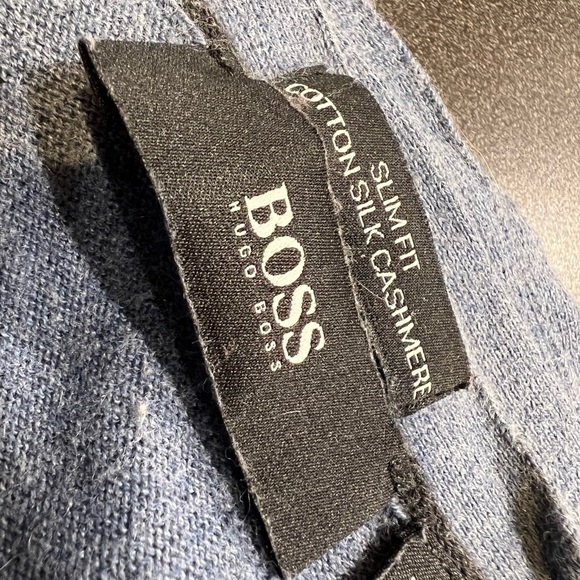 BOSS
HUGO BOSS
SLIM FIT
COTTON SILK CASHMERE